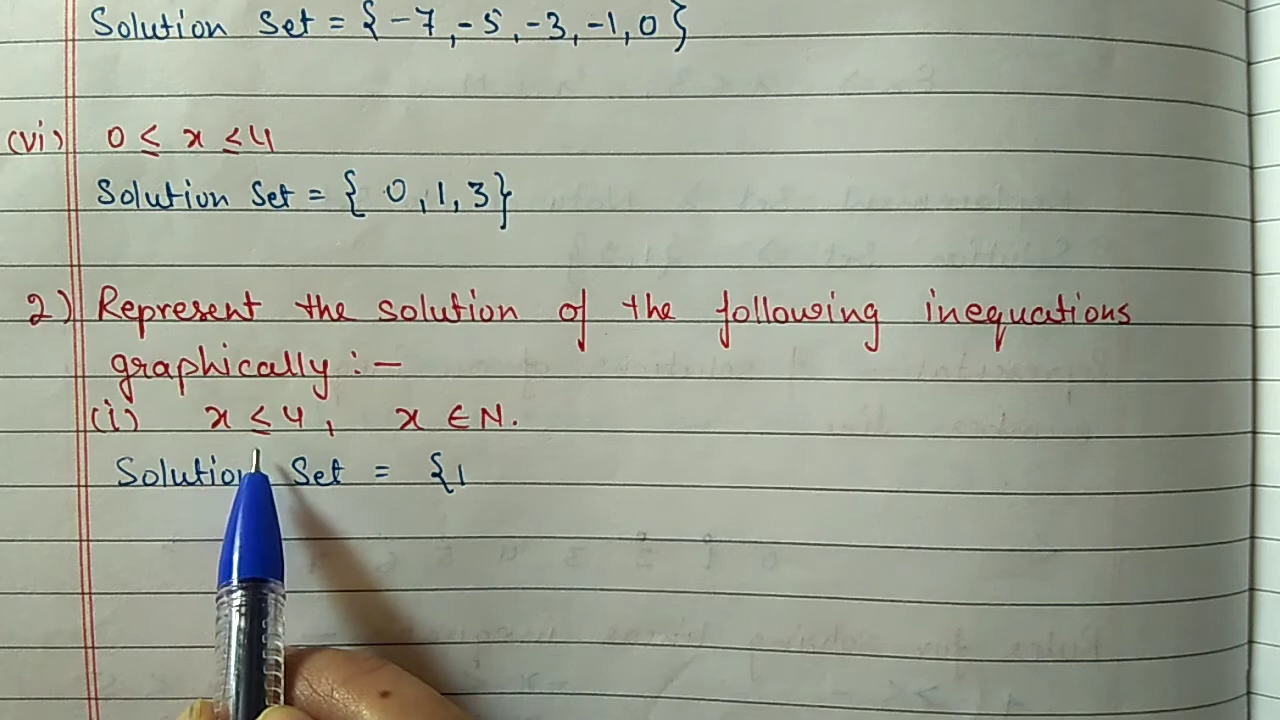 Solution Set = {-7, -5, -3, -1, 0}
(vi) 0 ≤ x ≤ 4
Solution Set = { 0, 1, 3}
2) Represent the solution of the following inequations
graphically :-
(i) x ≤ 4, x ∈ N.
Solution Set = {1